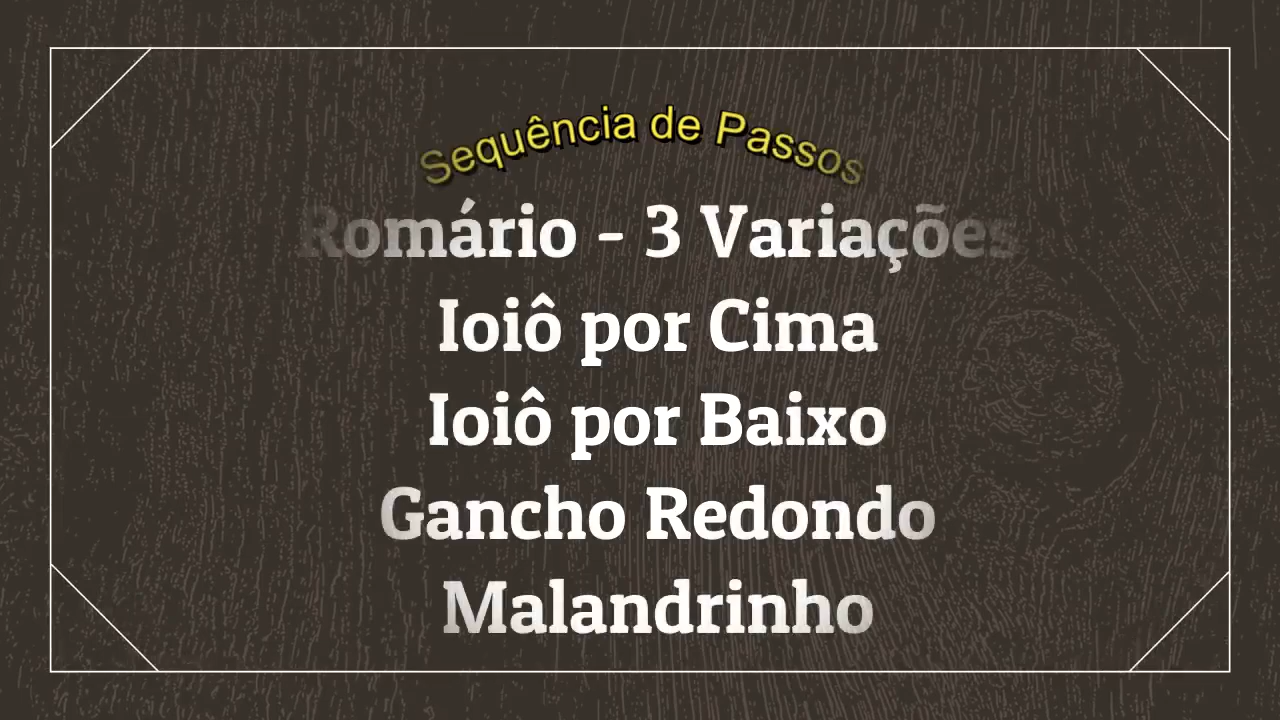 Sequência de Passos
Romário - 3 Variações
Ioiô por Cima
Ioiô por Baixo
Gancho Redondo
Malandrinho